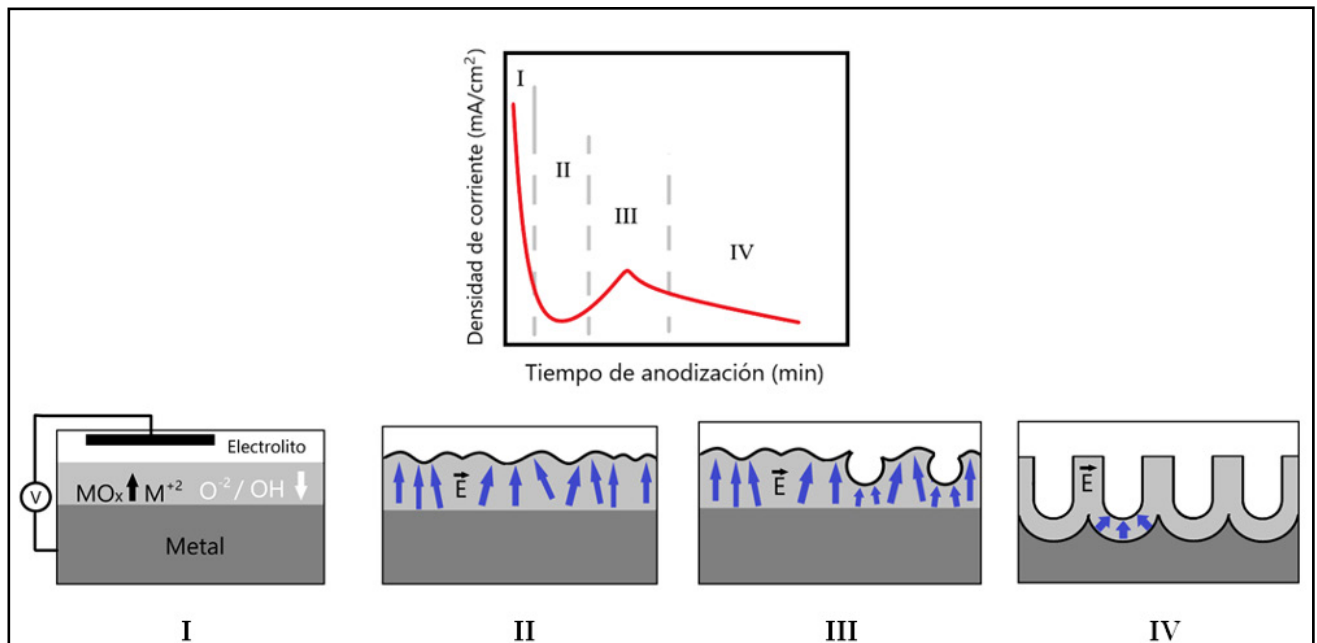 Densidad de corriente (mA/cm²)
I
II
III
IV
Tiempo de anodización (min)
V
Electrolito
MOₓ M⁺² O⁻² / OH
Metal
E
E
E
I
II
III
IV